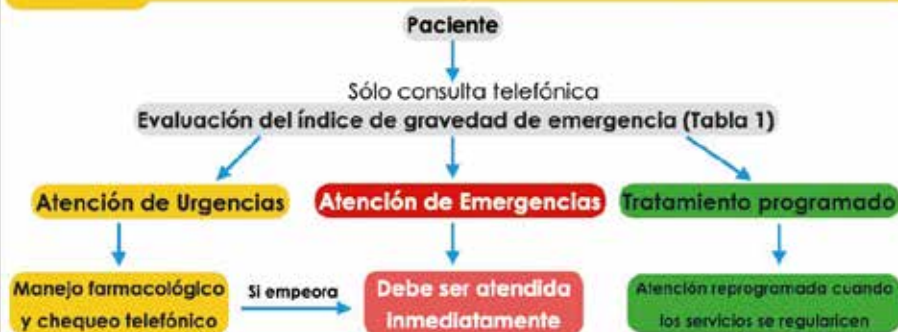 Paciente
Sólo consulta telefónica
Evaluación del índice de gravedad de emergencia (Tabla 1)
Atención de Urgencias
Atención de Emergencias
Tratamiento programado
Manejo farmacológico
y chequeo telefónico
Si empeora
Debe ser atendida
inmediatamente
Atención reprogramada cuando
los servicios se regularicen